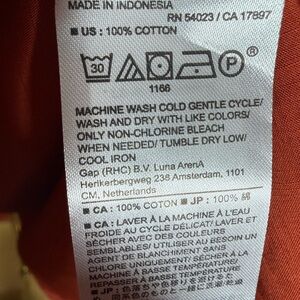 MADE IN INDONESIA
RN 54023 / CA 17897
■ US : 100% COTTON
30 P ®
1166
MACHINE WASH COLD GENTLE CYCLE/
WASH AND DRY WITH LIKE COLORS/
ONLY NON-CHLORINE BLEACH
WHEN NEEDED/ TUMBLE DRY LOW/
COOL IRON
Gap (RHC) B.V. Luna ArenA
Herikerbergweg 238 Amsterdam, 1101
CM, Netherlands
■ CA : 100% COTON ■ JP : 100% 綿
■ CA : LAVER À LA MACHINE À L'EAU
FROIDE AU CYCLE DÉLICAT/ LAVER ET
SÉCHER AVEC DES COULEURS
SEMBLABLES/ UTILISER AU BESOIN UN
AGENT DE BLANCHIMENT SANS
CHLORE UNIQUEMENT/ SÉCHER À
BASSE TEMPÉRATURE/
REPASSER À BASSE TEMPÉRATURE
■ JP :